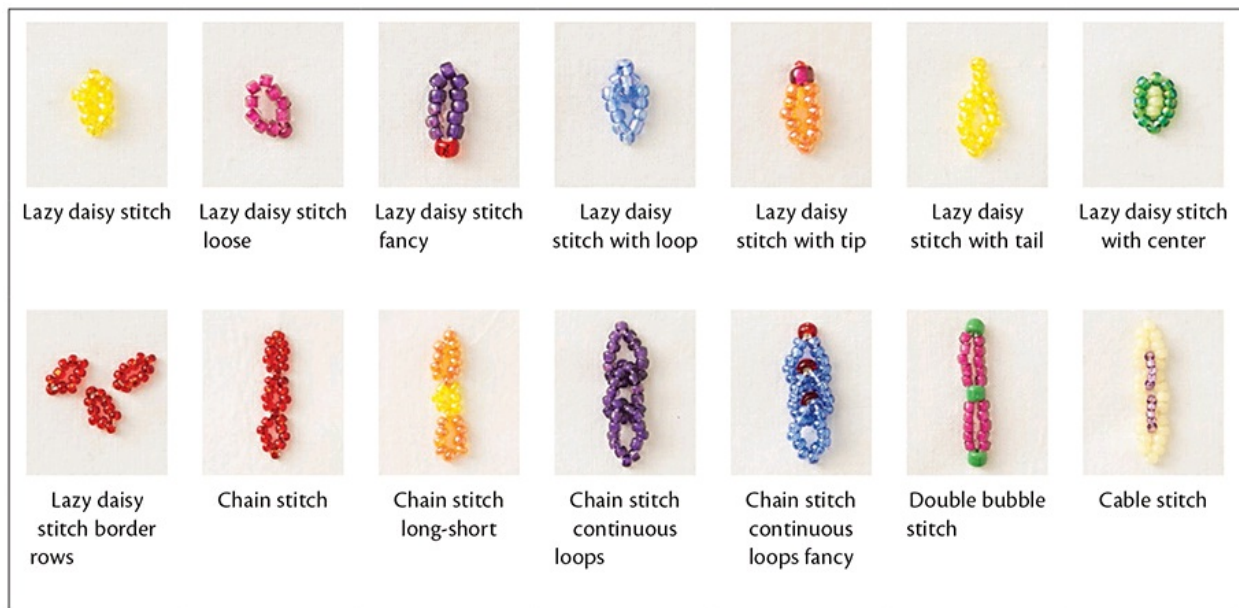 Lazy daisy stitch
Lazy daisy stitch
loose
Lazy daisy stitch
fancy
Lazy daisy
stitch with loop
Lazy daisy
stitch with tip
Lazy daisy
stitch with tail
Lazy daisy stitch
with center
Lazy daisy
stitch border
rows
Chain stitch
Chain stitch
long-short
Chain stitch
continuous
loops
Chain stitch
continuous
loops fancy
Double bubble
stitch
Cable stitch